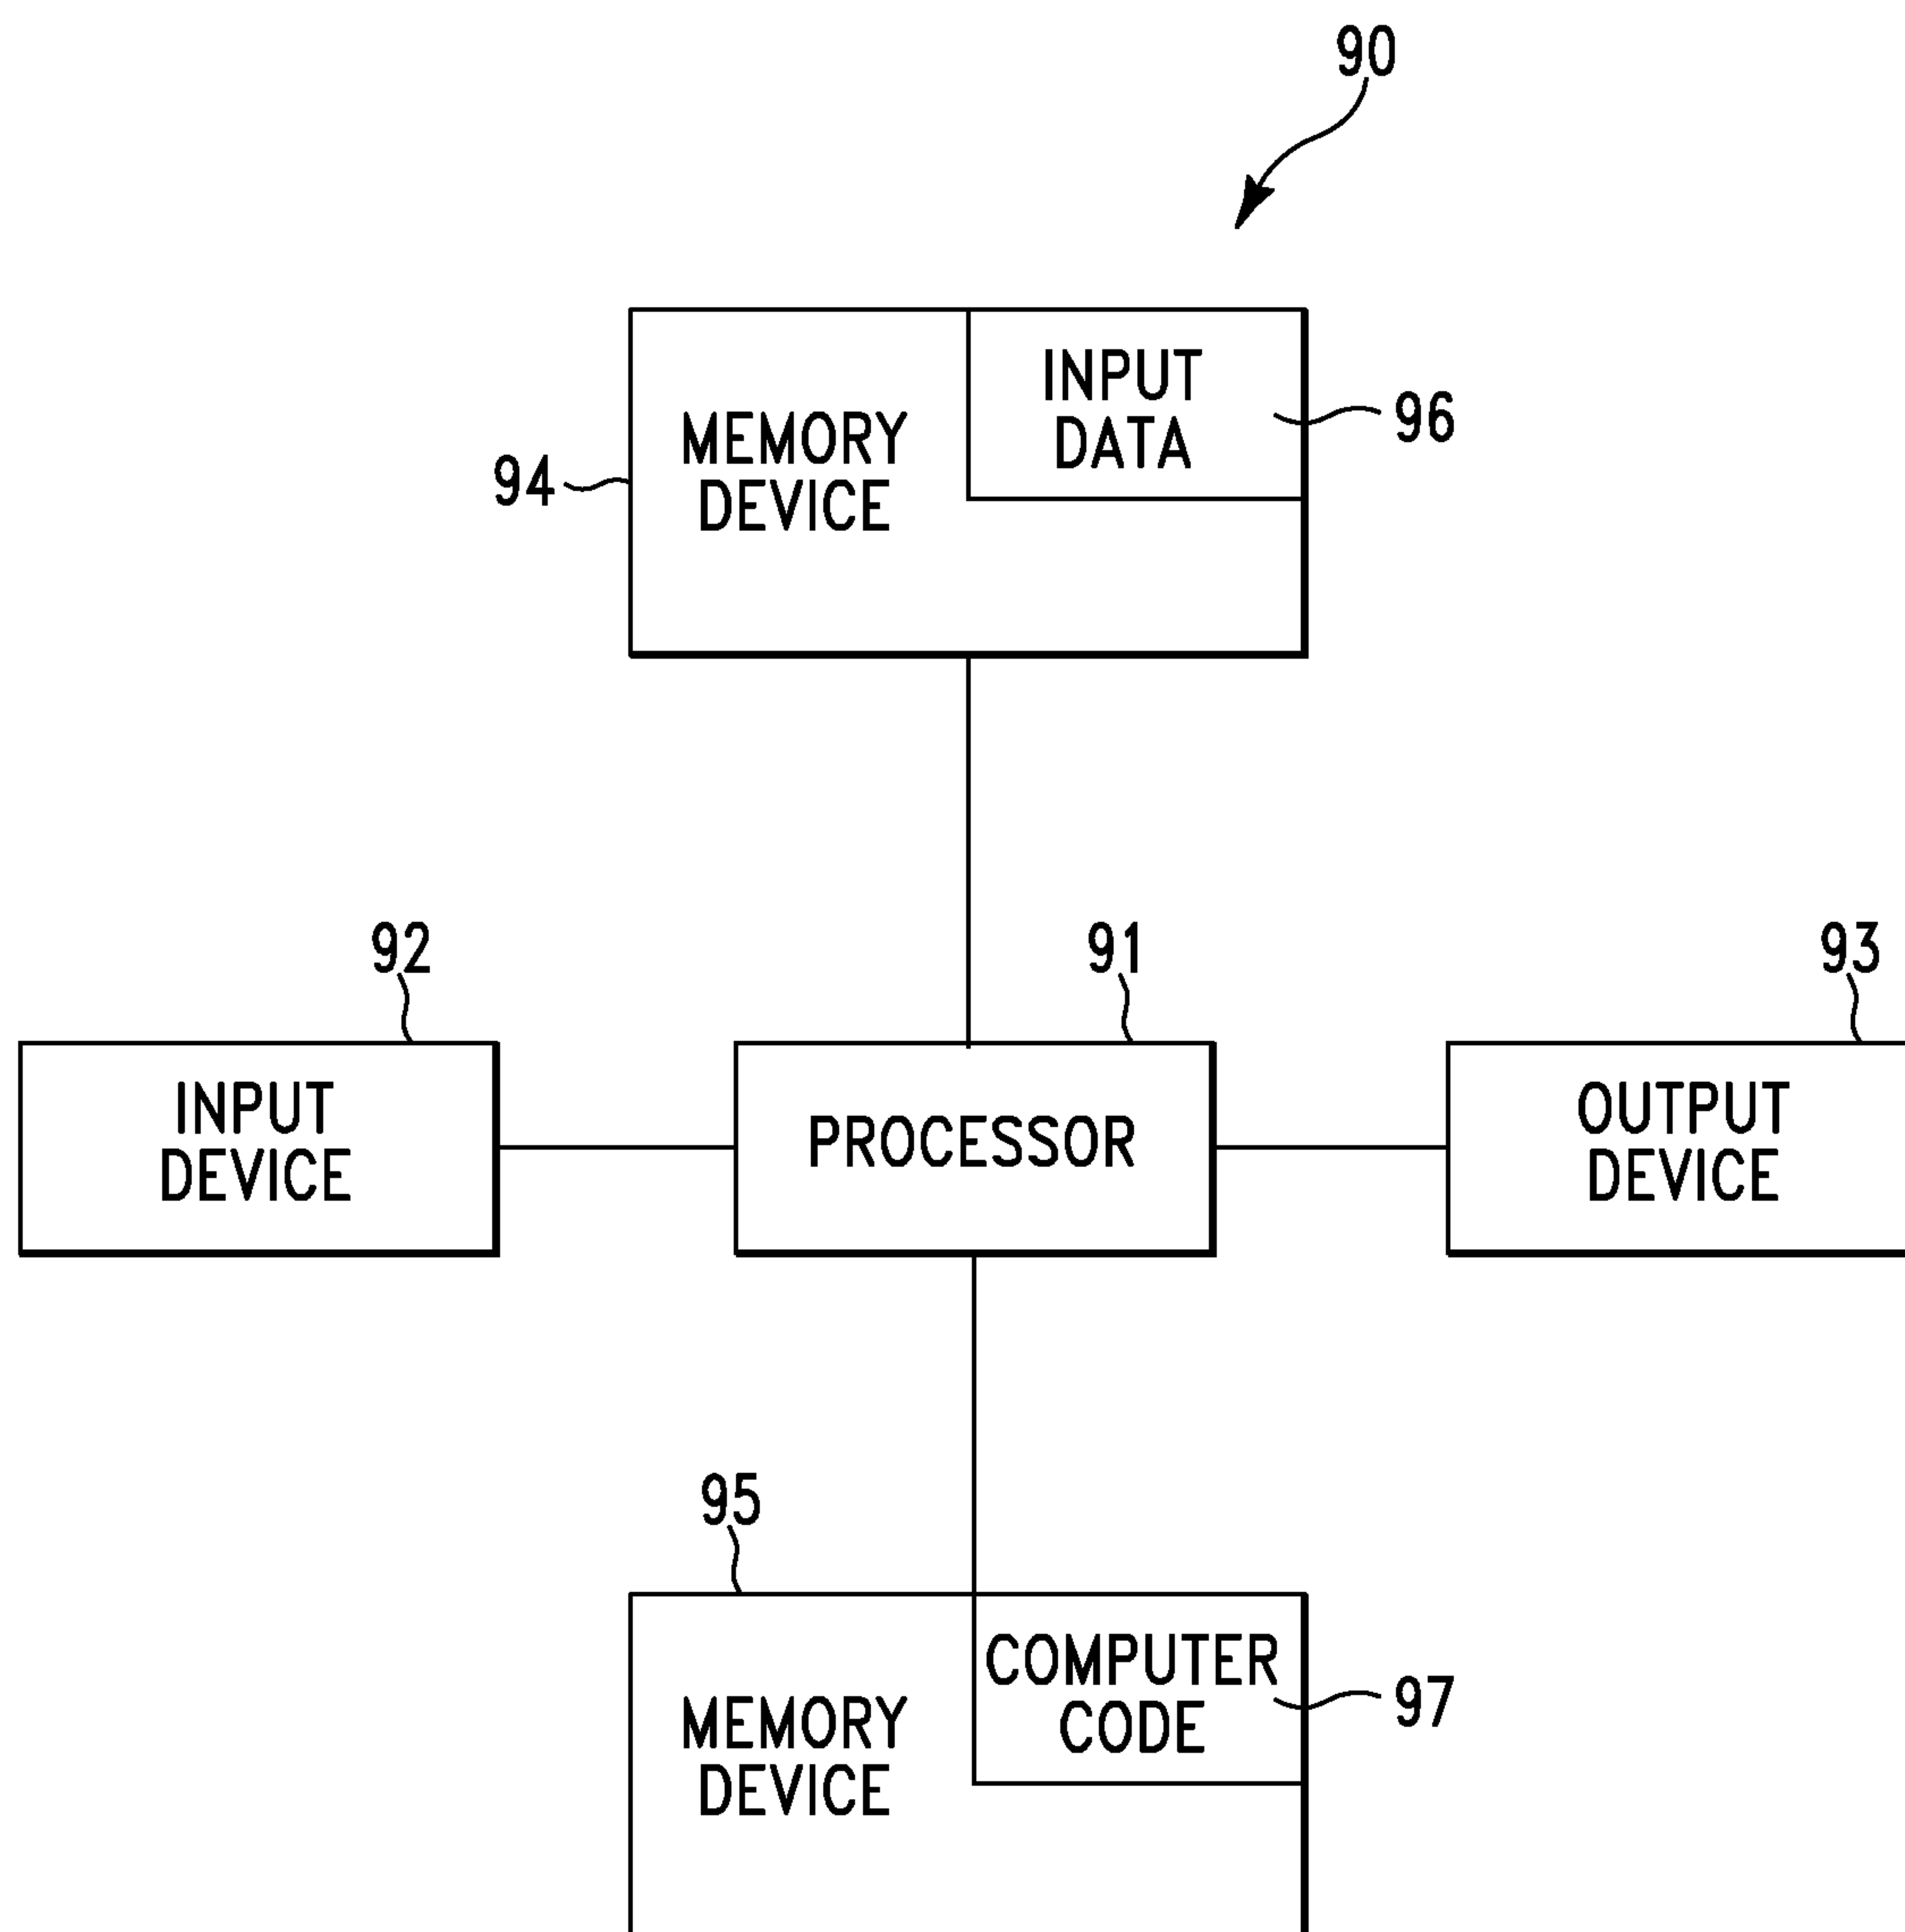 90
INPUT
DATA
96
MEMORY
DEVICE
94
92
91
93
INPUT
DEVICE
PROCESSOR
OUTPUT
DEVICE
95
COMPUTER
CODE
97
MEMORY
DEVICE